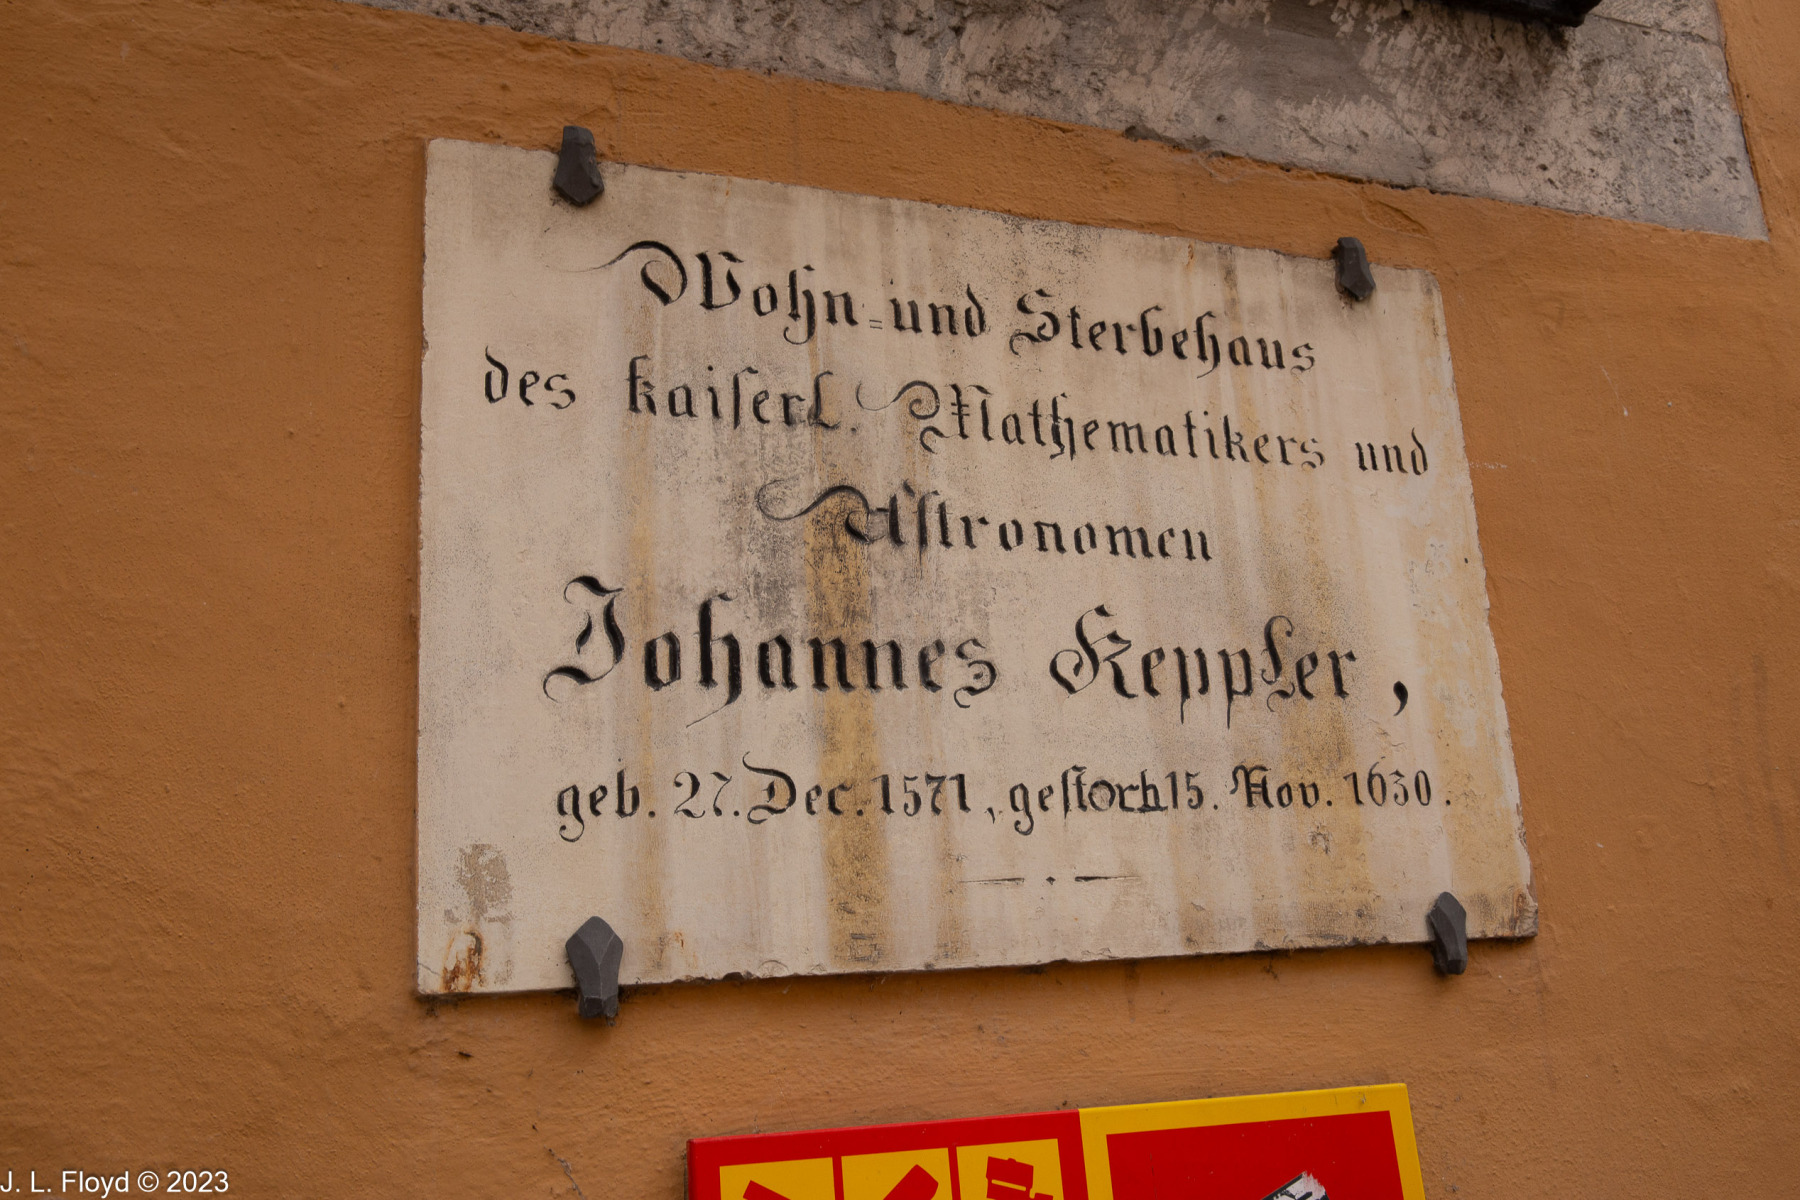 Wohn=und Sterbehaus
des kaiserl. Mathematikers und
Astronomen
Johannes Keppler,
geb. 27. Dec. 1571, gestorb 15. Nov. 1630.
J. L. Floyd © 2023